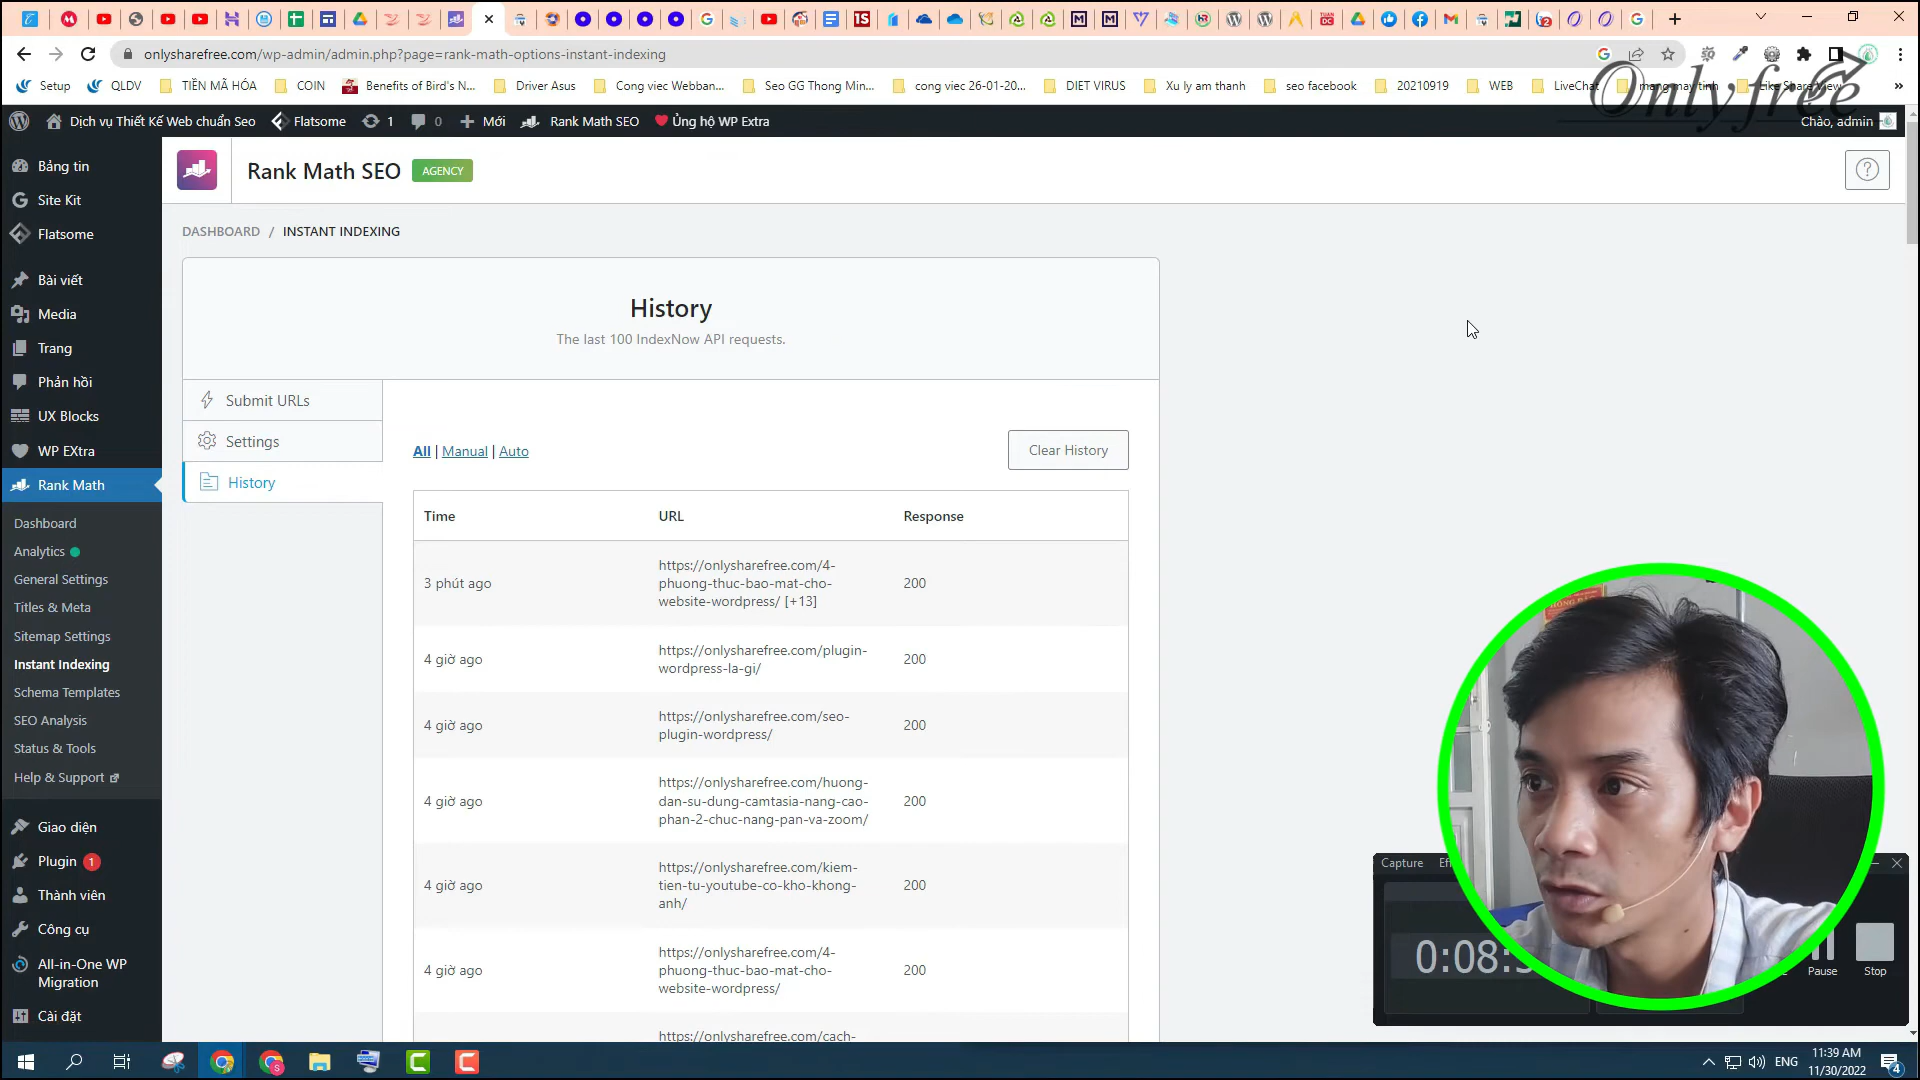 onlysharefree.com/wp-admin/admin.php?page=rank-math-options-instant-indexing
Setup
QLDV
TIỀN MÃ HÓA
COIN
Benefits of Bird's N...
Driver Asus
Cong viec Webban...
Seo GG Thong Min...
cong viec 26-01-20...
DIET VIRUS
Xu ly am thanh
seo facebook
20210919
WEB
LiveChat
mang may tinh
Like Share View
Onlyfree
Dịch vụ Thiết Kế Web chuẩn Seo
Flatsome
1
0
Mới
Rank Math SEO
Ủng hộ WP Extra
Chào, admin
Bảng tin
Site Kit
Flatsome
Bài viết
Media
Trang
Phản hồi
UX Blocks
WP EXtra
Rank Math
Dashboard
Analytics
General Settings
Titles & Meta
Sitemap Settings
Instant Indexing
Schema Templates
SEO Analysis
Status & Tools
Help & Support
Giao diện
Plugin 1
Thành viên
Công cụ
All-in-One WP
Migration
Cài đặt
Rank Math SEO AGENCY
DASHBOARD / INSTANT INDEXING
History
The last 100 IndexNow API requests.
Submit URLs
Settings
History
All | Manual | Auto
Clear History
Time URL Response
3 phút ago
https://onlysharefree.com/4-
phuong-thuc-bao-mat-cho-
website-wordpress/ [+13]
200
4 giờ ago
https://onlysharefree.com/plugin-
wordpress-la-gi/
200
4 giờ ago
https://onlysharefree.com/seo-
plugin-wordpress/
200
4 giờ ago
https://onlysharefree.com/huong-
dan-su-dung-camtasia-nang-cao-
phan-2-chuc-nang-pan-va-zoom/
200
4 giờ ago
https://onlysharefree.com/kiem-
tien-tu-youtube-co-kho-khong-
anh/
200
4 giờ ago
https://onlysharefree.com/4-
phuong-thuc-bao-mat-cho-
website-wordpress/
200
https://onlysharefree.com/cach-
Capture
0:08:
Pause
Stop
ENG
11:39 AM
11/30/2022
4